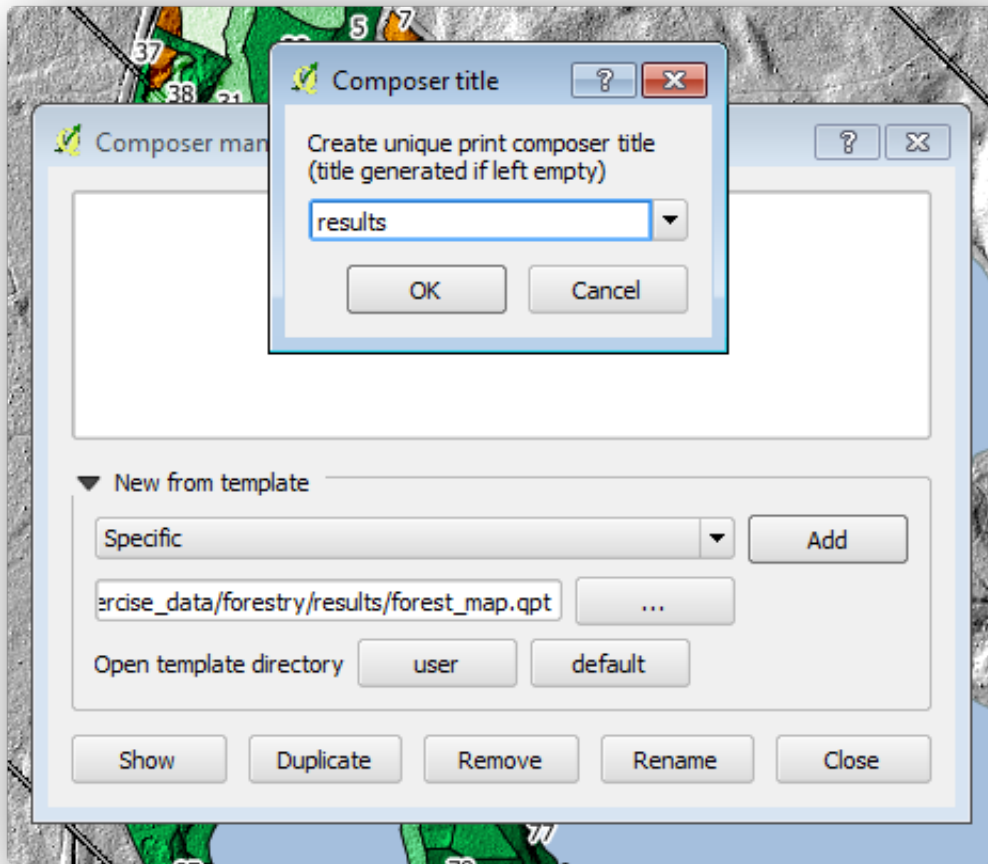 5
7
37
38
21
Composer title
?
Create unique print composer title
(title generated if left empty)
results
OK
Cancel
Composer man
?
New from template
Specific
Add
ercise_data/forestry/results/forest_map.qpt
...
Open template directory
user
default
Show
Duplicate
Remove
Rename
Close
77